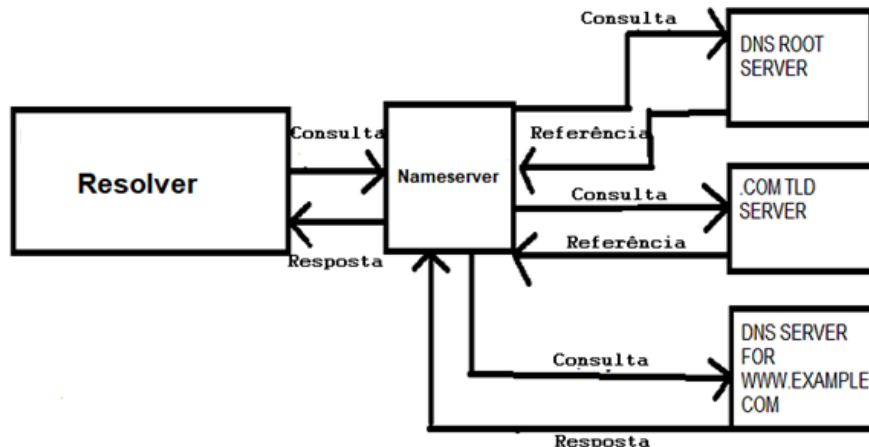 Consulta
DNS ROOT
SERVER
Consulta
Referência
Resolver
Nameserver
.COM TLD
SERVER
Consulta
Referência
Resposta
DNS SERVER
FOR
WWW.EXAMPLE
COM
Consulta
Resposta